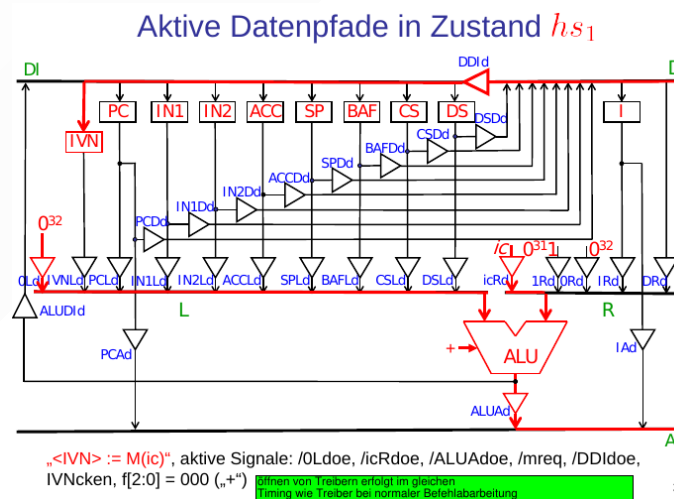 Aktive Datenpfade in Zustand hs₁
DI
DDId
D
PC
IN1
IN2
ACC
SP
BAF
CS
DS
I
IVN
DSDd
CSDd
BAFDd
SPDd
ACCDd
IN2Dd
IN1Dd
PCDd
0³²
ic
0³¹1
0³²
0Ld
IVNLd
PCLd
IN1Ld
IN2Ld
ACCLd
SPLd
BAFLd
CSLd
DSLd
icRd
1Rd
0Rd
IRd
DRd
L
R
ALUDId
PCAd
+
ALU
IAd
ALUAd
A
„<IVN> := M(ic)“, aktive Signale: /0Ldoe, /icRdoe, /ALUAdoe, /mreq, /DDIdoe,
IVNcken, f[2:0] = 000 („+“)
öffnen von Treibern erfolgt im gleichen
Timing wie Treiber bei normaler Befehlabarbeitung